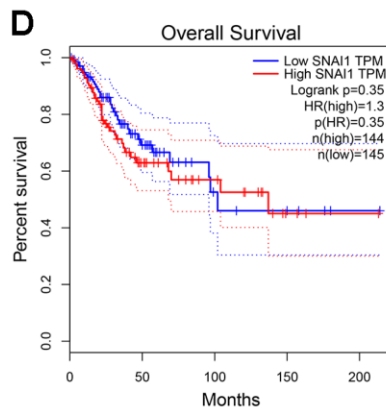 D
Overall Survival
Low SNAI1 TPM
High SNAI1 TPM
Logrank p=0.35
HR(high)=1.3
p(HR)=0.35
n(high)=144
n(low)=145
Percent survival
1.0
0.8
0.6
0.4
0.2
0.0
0 50 100 150 200
Months